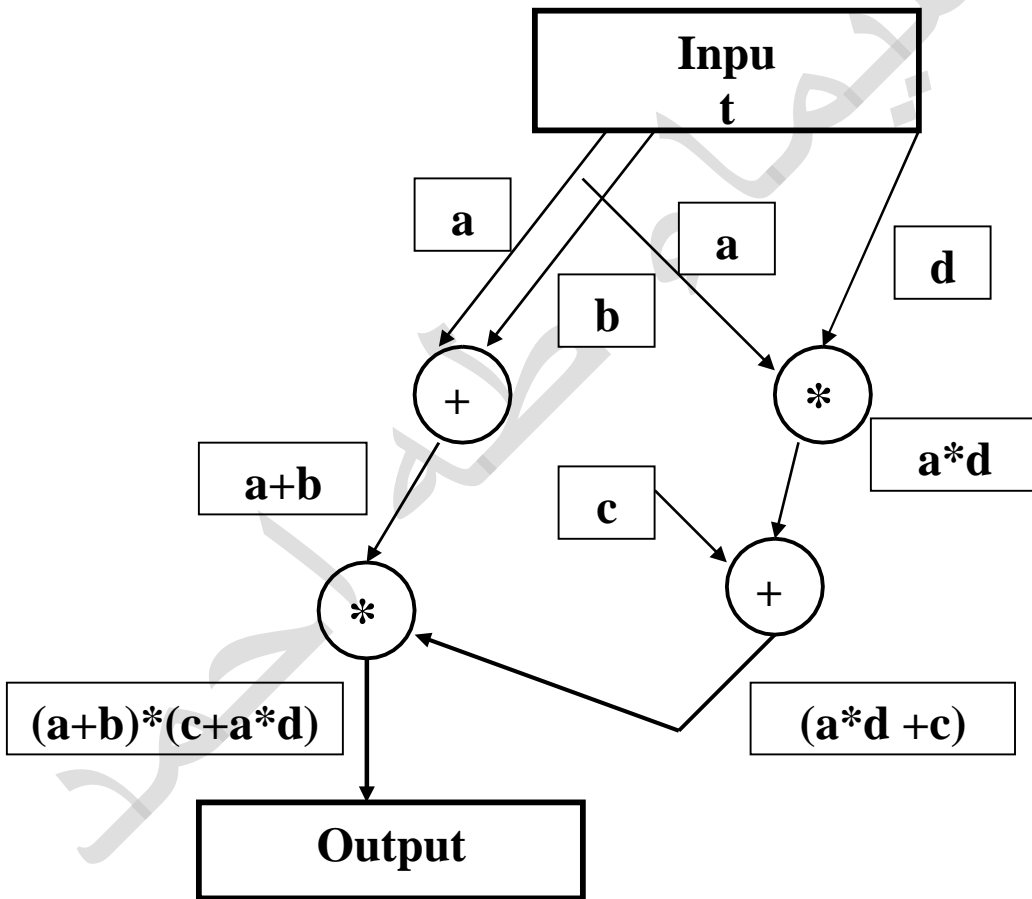 Inpu
t
a
a
d
b
+
*
a*d
a+b
c
+
*
(a+b)*(c+a*d)
(a*d +c)
Output